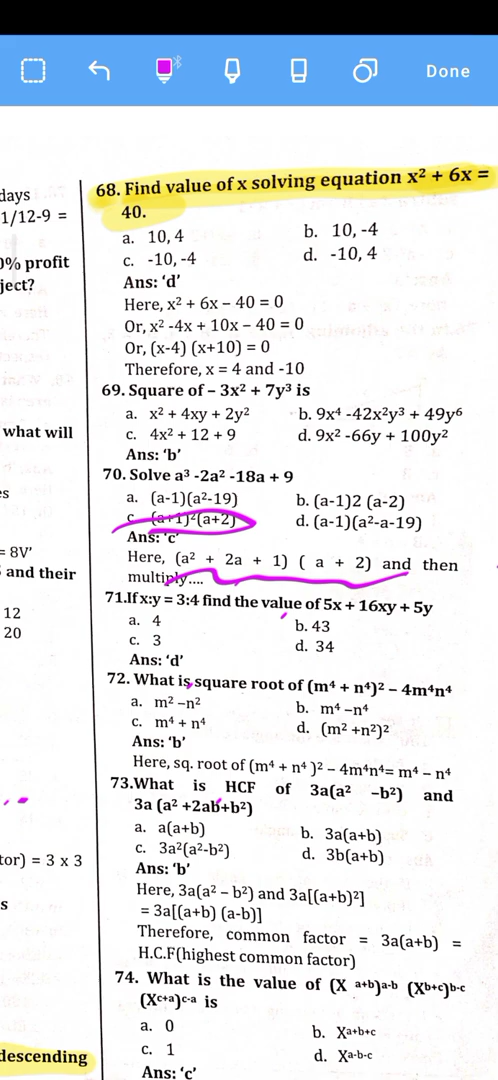 Done
days
1/12-9 =
0% profit
ject?
what will
es
= 8V'
and their
12
20
tor) = 3 x 3
s
descending
68. Find value of x solving equation x² + 6x =
40.
a. 10, 4 b. 10, -4
c. -10, -4 d. -10, 4
Ans: 'd'
Here, x² + 6x – 40 = 0
Or, x² -4x + 10x – 40 = 0
Or, (x-4) (x+10) = 0
Therefore, x = 4 and -10
69. Square of – 3x² + 7y³ is
a. x² + 4xy + 2y² b. 9x⁴ -42x²y³ + 49y⁶
c. 4x² + 12 + 9 d. 9x² -66y + 100y²
Ans: 'b'
70. Solve a³ -2a² -18a + 9
a. (a-1)(a²-19) b. (a-1)2 (a-2)
c. (a+1)²(a+2) d. (a-1)(a²-a-19)
Ans: 'c'
Here, (a² + 2a + 1) ( a + 2) and then
multiply....
71.If x:y = 3:4 find the value of 5x + 16xy + 5y
a. 4 b. 43
c. 3 d. 34
Ans: 'd'
72. What is square root of (m⁴ + n⁴)² – 4m⁴n⁴
a. m² –n² b. m⁴ –n⁴
c. m⁴ + n⁴ d. (m² +n²)²
Ans: 'b'
Here, sq. root of (m⁴ + n⁴ )² – 4m⁴n⁴= m⁴ – n⁴
73.What is HCF of 3a(a² –b²) and
3a (a² +2ab+b²)
a. a(a+b) b. 3a(a+b)
c. 3a²(a²-b²) d. 3b(a+b)
Ans: 'b'
Here, 3a(a² – b²) and 3a[(a+b)²]
= 3a[(a+b) (a-b)]
Therefore, common factor = 3a(a+b) =
H.C.F(highest common factor)
74. What is the value of (X ᵃ⁺ᵇ)ᵃ⁻ᵇ (Xᵇ⁺ᶜ)ᵇ⁻ᶜ
(Xᶜ⁺ᵃ)ᶜ⁻ᵃ is
a. 0 b. Xᵃ⁺ᵇ⁺ᶜ
c. 1 d. Xᵃ⁻ᵇ⁻ᶜ
Ans: 'c'